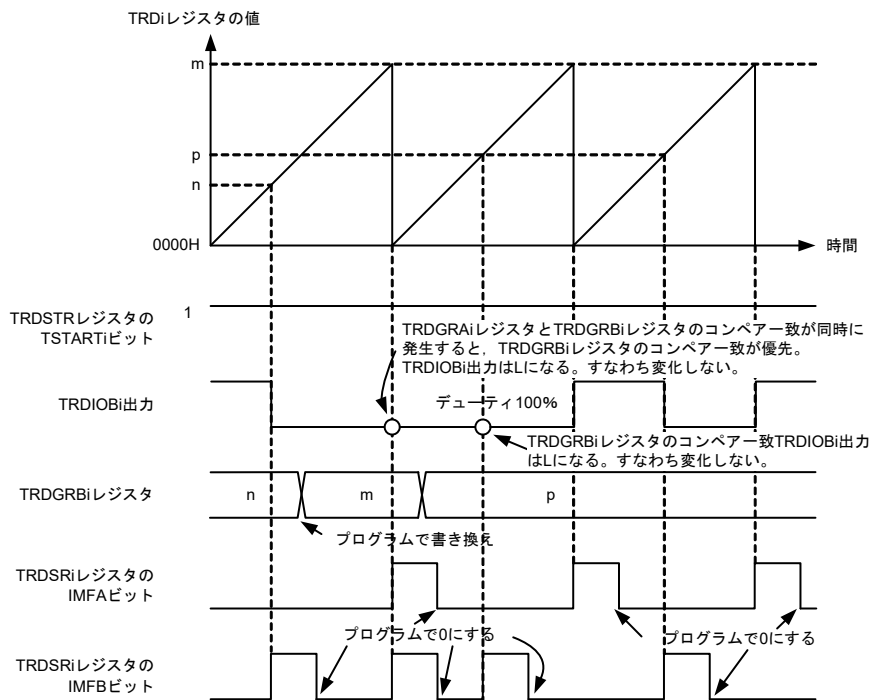 TRDiレジスタの値
m
p
n
0000H
時間
TRDSTRレジスタの
TSTARTiビット
1
TRDGRAiレジスタとTRDGRBiレジスタのコンペアー致が同時に
発生すると，TRDGRBiレジスタのコンペアー致が優先。
TRDIOBi出力はLになる。すなわち変化しない。
TRDIOBi出力
デューティ100%
TRDGRBiレジスタのコンペアー致TRDIOBi出力
はLになる。すなわち変化しない。
TRDGRBiレジスタ
n
m
p
プログラムで書き換え
TRDSRiレジスタの
IMFAビット
プログラムで0にする
プログラムで0にする
TRDSRiレジスタの
IMFBビット